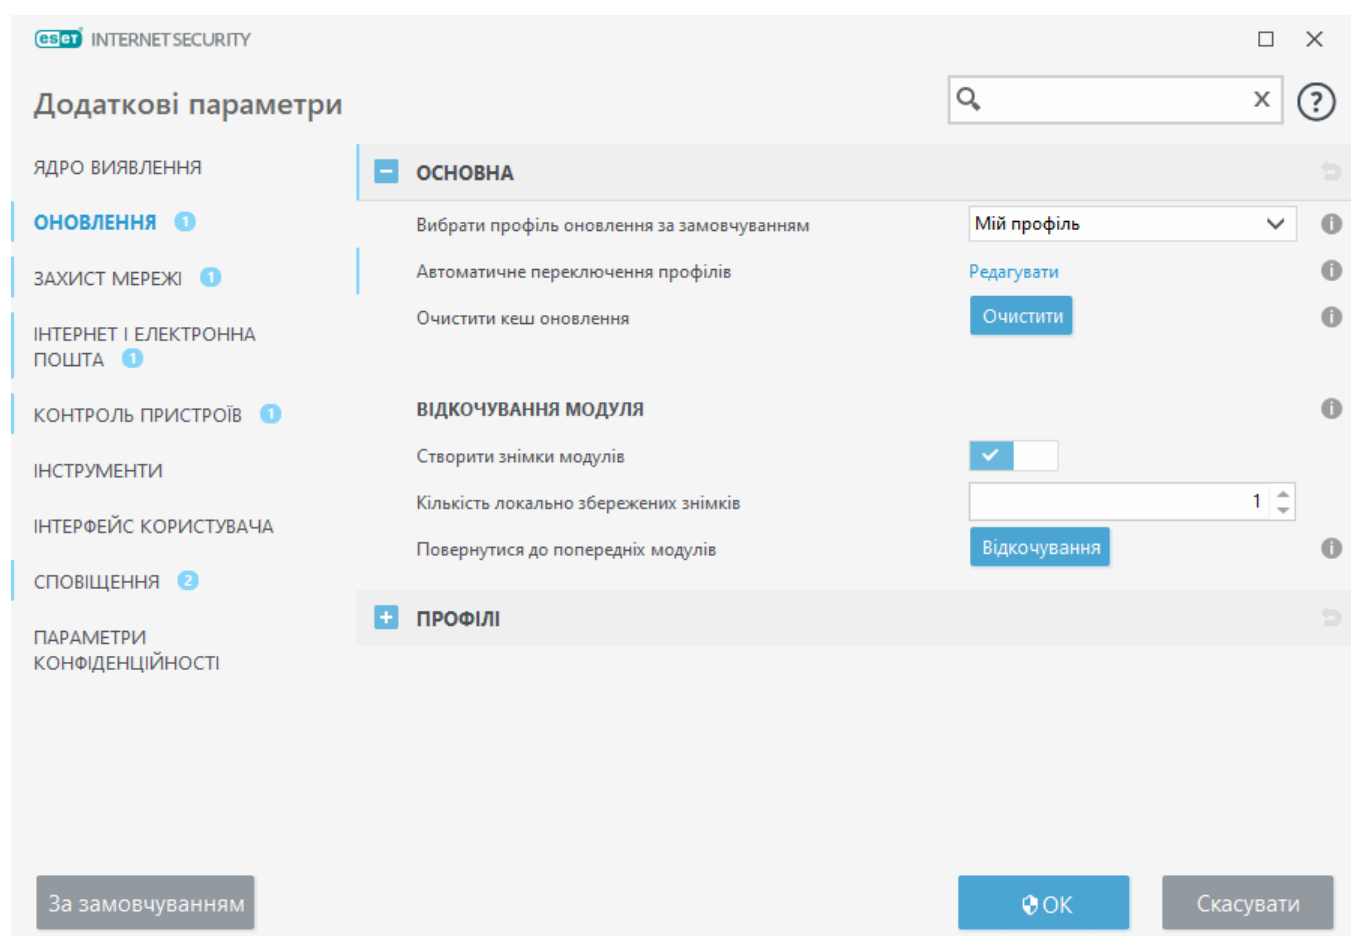 eset INTERNET SECURITY
Додаткові параметри
x
?
ЯДРО ВИЯВЛЕННЯ
ОНОВЛЕННЯ 1
ЗАХИСТ МЕРЕЖІ 1
ІНТЕРНЕТ І ЕЛЕКТРОННА
ПОШТА 1
КОНТРОЛЬ ПРИСТРОЇВ 1
ІНСТРУМЕНТИ
ІНТЕРФЕЙС КОРИСТУВАЧА
СПОВІЩЕННЯ 2
ПАРАМЕТРИ
КОНФІДЕНЦІЙНОСТІ
ОСНОВНА
Вибрати профіль оновлення за замовчуванням Мій профіль
Автоматичне переключення профілів Редагувати
Очистити кеш оновлення Очистити
ВІДКОЧУВАННЯ МОДУЛЯ
Створити знімки модулів
Кількість локально збережених знімків 1
Повернутися до попередніх модулів Відкочування
ПРОФІЛІ
За замовчуванням OK Скасувати